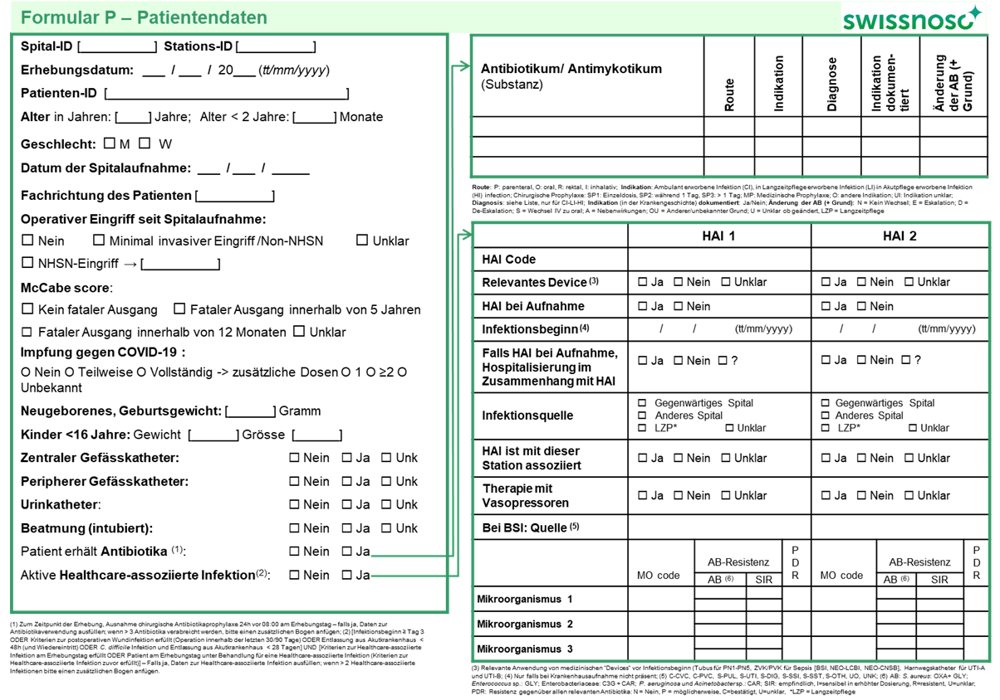 Formular P – Patientendaten
swissnoso
Spital-ID [__________] Stations-ID [__________]
Erhebungsdatum: ___ / ___ / 20___ (tt/mm/yyyy)
Patienten-ID [______________________________]
Alter in Jahren: [____] Jahre; Alter < 2 Jahre: [_____] Monate
Geschlecht: ☐ M ☐ W
Datum der Spitalaufnahme: ___ / ___ / _____
Fachrichtung des Patienten [_________]
Operativer Eingriff seit Spitalaufnahme:
☐ Nein ☐ Minimal invasiver Eingriff /Non-NHSN ☐ Unklar
☐ NHSN-Eingriff → [__________]
McCabe score:
☐ Kein fataler Ausgang ☐ Fataler Ausgang innerhalb von 5 Jahren
☐ Fataler Ausgang innerhalb von 12 Monaten ☐ Unklar
Impfung gegen COVID-19 :
O Nein O Teilweise O Vollständig -> zusätzliche Dosen O 1 O ≥2 O
Unbekannt
Neugeborenes, Geburtsgewicht: [______] Gramm
Kinder <16 Jahre: Gewicht [______] Grösse [______]
Zentraler Gefässkatheter: ☐ Nein ☐ Ja ☐ Unk
Peripherer Gefässkatheter: ☐ Nein ☐ Ja ☐ Unk
Urinkatheter: ☐ Nein ☐ Ja ☐ Unk
Beatmung (intubiert): ☐ Nein ☐ Ja ☐ Unk
Patient erhält Antibiotika (1): ☐ Nein ☐ Ja
Aktive Healthcare-assoziierte Infektion(2): ☐ Nein ☐ Ja
(1) Zum Zeitpunkt der Erhebung, Ausnahme chirurgische Antibiotikaprophylaxe 24h vor 08:00 am Erhebungstag – falls ja, Daten zur
Antibiotikaverwendung ausfüllen; wenn > 3 Antibiotika verabreicht werden, bitte einen zusätzlichen Bogen anfügen; (2) [Infektionsbeginn ≥ Tag 3
ODER Kriterien zur postoperativen Wundinfektion erfüllt (Operation innerhalb der letzten 30/90 Tage) ODER Entlassung aus Akutkrankenhaus <
48h (und Wiedereintritt) ODER C. difficile Infektion und Entlassung aus Akutkrankenhaus < 28 Tagen] UND [Kriterien zur Healthcare-assoziierte
Infektion am Erhebungstag erfüllt ODER Patient am Erhebungstag unter Behandlung für eine Healthcare-assoziierte Infektion (Kriterien zur
Healthcare-assoziierte Infektion zuvor erfüllt)] – Falls ja, Daten zur Healthcare-assoziierte Infektion ausfüllen; wenn > 2 Healthcare-assoziierte
Infektionen bitte einen zusätzlichen Bogen anfügen.
Antibiotikum/ Antimykotikum
(Substanz)
Route
Indikation
Diagnose
Indikation
dokumen-
tiert
Änderung
der AB (+
Grund)
Route: P: parenteral, O: oral, R: rektal, I: inhalativ; Indikation: Ambulant erworbene Infektion (CI), in Langzeitpflege erworbene Infektion (LI) in Akutpflege erworbene Infektion
(HI) infection; Chirurgische Prophylaxe: SP1: Einzeldosis, SP2: während 1 Tag, SP3: > 1 Tag; MP: Medizinische Prophylaxe; O: andere Indikation; UI: Indikation unklar;
Diagnosis: siehe Liste, nur für CI-LI-HI; Indikation (in der Krankengeschichte) dokumentiert: Ja/Nein; Änderung der AB (+ Grund): N = Kein Wechsel; E = Eskalation; D =
De-Eskalation; S = Wechsel IV zu oral; A = Nebenwirkungen; OU = Anderer/unbekannter Grund; U = Unklar ob geändert, LZP = Langzeitpflege
HAI 1 HAI 2
HAI Code
Relevantes Device (3) ☐ Ja ☐ Nein ☐ Unklar ☐ Ja ☐ Nein ☐ Unklar
HAI bei Aufnahme ☐ Ja ☐ Nein ☐ Ja ☐ Nein
Infektionsbeginn(4) / / (tt/mm/yyyy) / / (tt/mm/yyyy)
Falls HAI bei Aufnahme,
Hospitalisierung im
Zusammenhang mit HAI
☐ Ja ☐ Nein ☐ ? ☐ Ja ☐ Nein ☐ ?
Infektionsquelle
☐ Gegenwärtiges Spital ☐ Gegenwärtiges Spital
☐ Anderes Spital ☐ Anderes Spital
☐ LZP* ☐ Unklar ☐ LZP* ☐ Unklar
HAI ist mit dieser
Station assoziiert
☐ Ja ☐ Nein ☐ Unklar ☐ Ja ☐ Nein ☐ Unklar
Therapie mit
Vasopressoren
☐ Ja ☐ Nein ☐ Unklar ☐ Ja ☐ Nein ☐ Unklar
Bei BSI: Quelle (5)
MO code AB-Resistenz PDR MO code AB-Resistenz PDR
AB (6) SIR AB (6) SIR
Mikroorganismus 1
Mikroorganismus 2
Mikroorganismus 3
(3) Relevante Anwendung von medizinischen "Devices" vor Infektionsbeginn (Tubus für PN1-PN5, ZVK/PVK für Sepsis [BSI, NEO-LCBI, NEO-CNSB], Harnwegskatheter für UTI-A
und UTI-B; (4) Nur falls bei Krankenhausaufnahme nicht präsent; (5) C-CVC, C-PVC, S-PUL, S-UTI, S-DIG, S-SSI, S-SST, S-OTH, UO, UNK; (6) AB: S. aureus: OXA+ GLY;
Enterococcus sp.: GLY; Enterobacteriaceae: C3G + CAR; P. aeruginosa und Acinetobacter sp.: CAR; SIR: empfindlich, I=sensibel in erhöhter Dosierung, R=resistent, U=unklar;
PDR: Resistenz gegenüber allen relevanten Antibiotika: N = Nein, P = möglicherweise, C=bestätigt, U=unklar, *LZP = Langzeitpflege